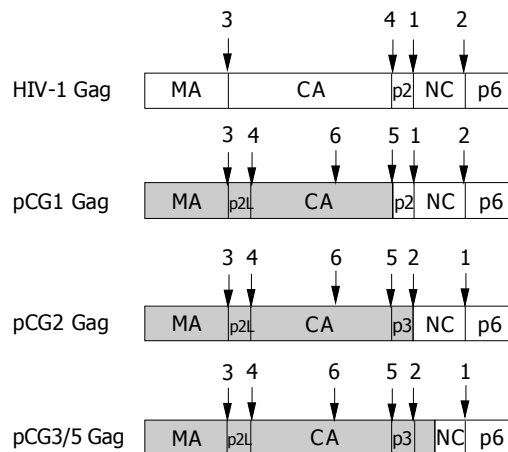 3 4 1 2
HIV-1 Gag MA CA p2 NC p6
3 4 6 5 1 2
pCG1 Gag MA p2L CA p2 NC p6
3 4 6 5 2 1
pCG2 Gag MA p2L CA p3 NC p6
3 4 6 5 2 1
pCG3/5 Gag MA p2L CA p3 NC p6